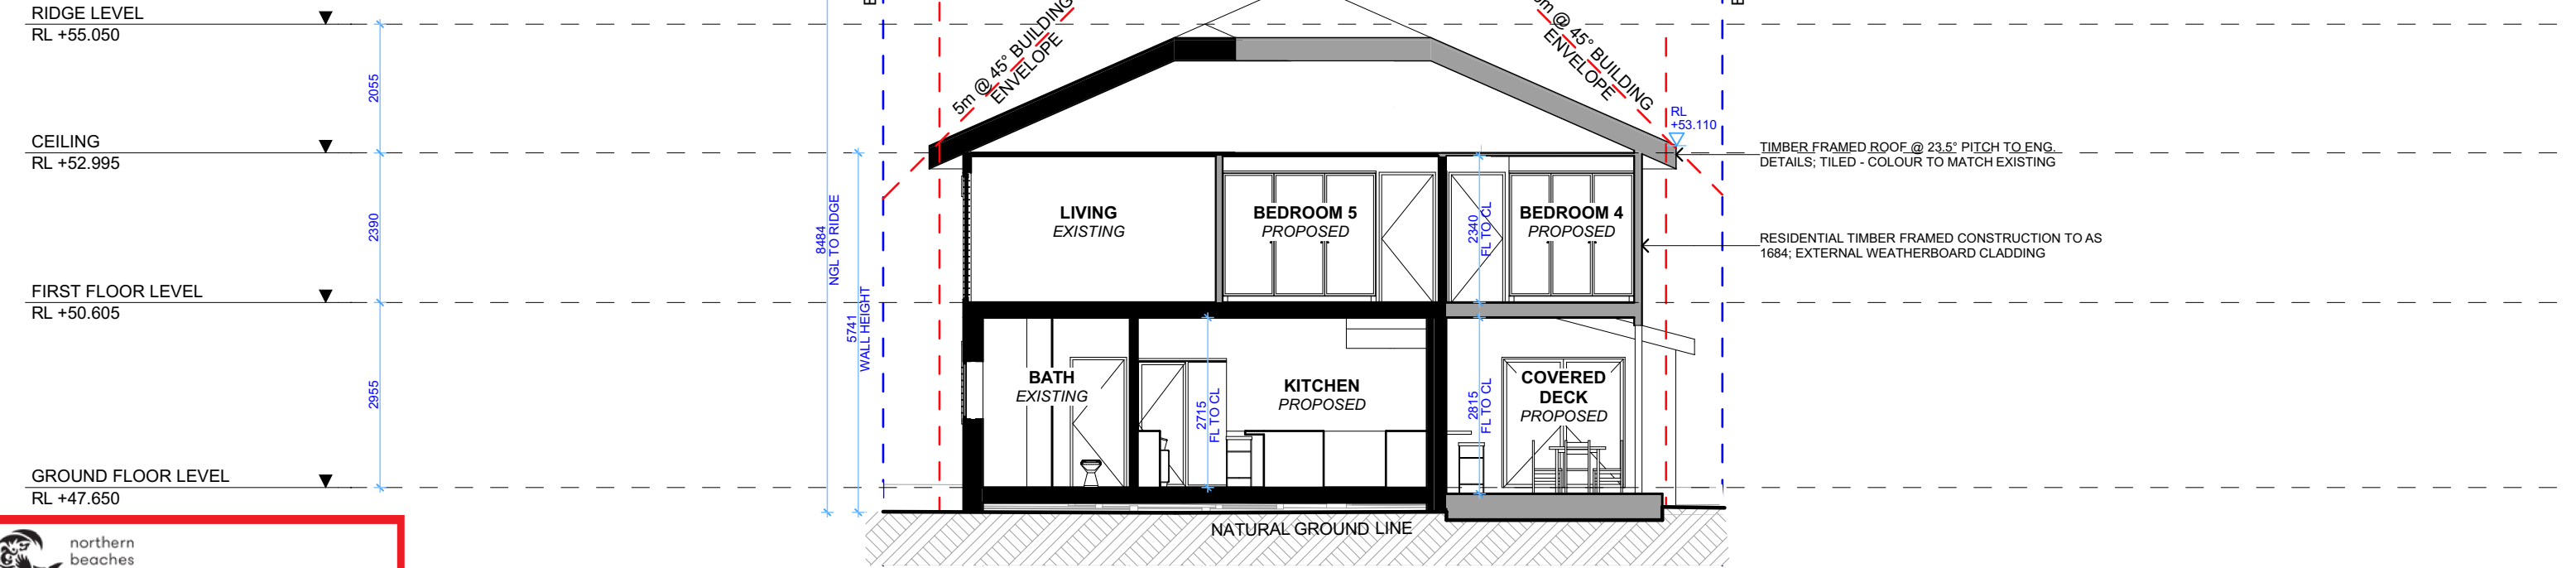 RIDGE LEVEL
RL +55.050
CEILING
RL +52.995
FIRST FLOOR LEVEL
RL +50.605
GROUND FLOOR LEVEL
RL +47.650
2055
2390
2955
8484
NGL TO RIDGE
5741
WALL HEIGHT
5m @ 45° BUILDING
ENVELOPE
@ 45° BUILDING
ENVELOPE
RL
+53.110
LIVING
EXISTING
BEDROOM 5
PROPOSED
2340
FL TO CL
BEDROOM 4
PROPOSED
BATH
EXISTING
2715
FL TO CL
KITCHEN
PROPOSED
2815
FL TO CL
COVERED
DECK
PROPOSED
NATURAL GROUND LINE
TIMBER FRAMED ROOF @ 23.5° PITCH TO ENG.
DETAILS; TILED - COLOUR TO MATCH EXISTING
RESIDENTIAL TIMBER FRAMED CONSTRUCTION TO AS
1684; EXTERNAL WEATHERBOARD CLADDING
northern
beaches